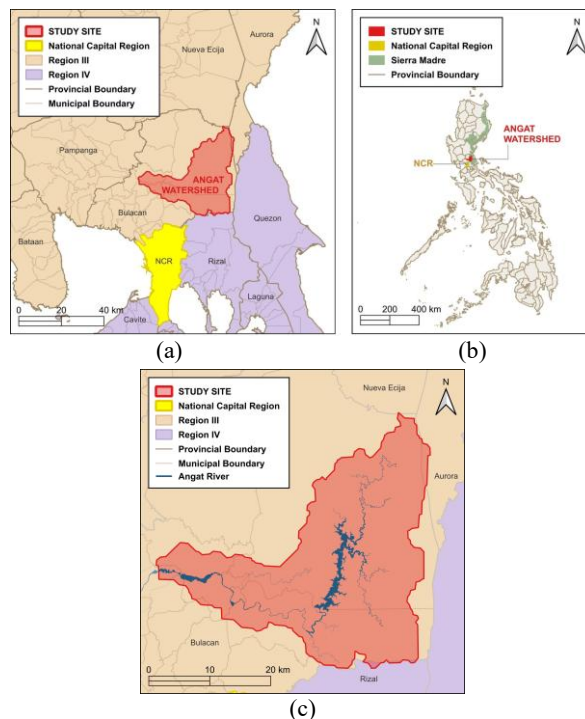 STUDY SITE
National Capital Region
Region III
Region IV
Provincial Boundary
Municipal Boundary
N
Aurora
Nueva Ecija
Pampanga
ANGAT
WATERSHED
Bulacan
Quezon
Bataan
NCR
Rizal
Laguna
Cavite
0 20 40 km
(a)
STUDY SITE
National Capital Region
Sierra Madre
Provincial Boundary
N
ANGAT
WATERSHED
NCR
0 200 400 km
(b)
STUDY SITE
National Capital Region
Region III
Region IV
Provincial Boundary
Municipal Boundary
Angat River
Nueva Ecija
N
Aurora
Bulacan
Rizal
0 10 20 km
(c)